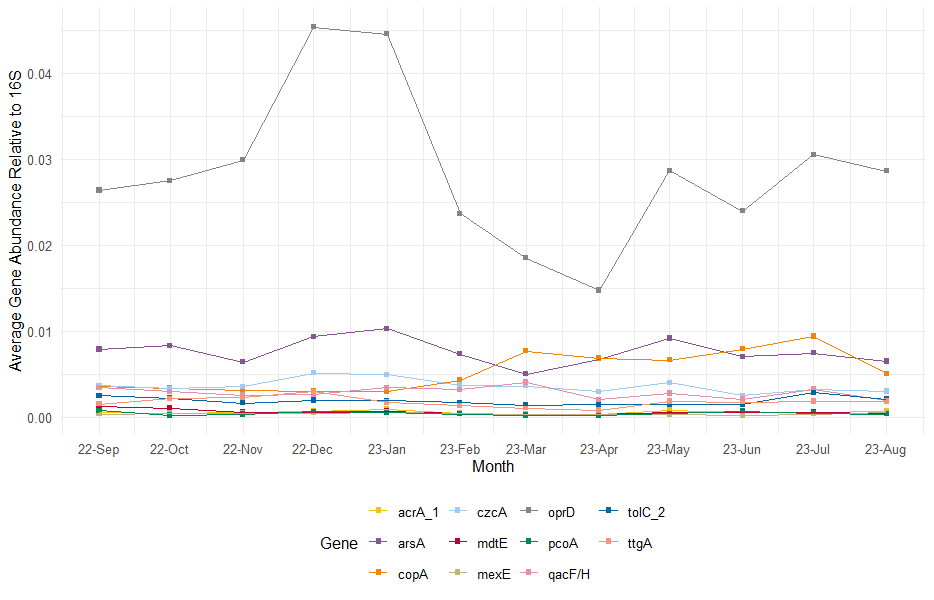 Average Gene Abundance Relative to 16S
0.04
0.03
0.02
0.01
0.00
22-Sep 22-Oct 22-Nov 22-Dec 23-Jan 23-Feb 23-Mar 23-Apr 23-May 23-Jun 23-Jul 23-Aug
Month
Gene
acrA_1 czcA oprD tolC_2
arsA mdtE pcoA ttgA
copA mexE qacF/H